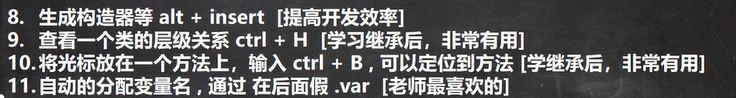 8. 生成构造器等 alt + insert [提高开发效率]
9. 查看一个类的层级关系 ctrl + H [学习继承后，非常有用]
10.将光标放在一个方法上，输入 ctrl + B , 可以定位到方法 [学继承后，非常有用]
11.自动的分配变量名 , 通过 在后面假 .var [老师最喜欢的]